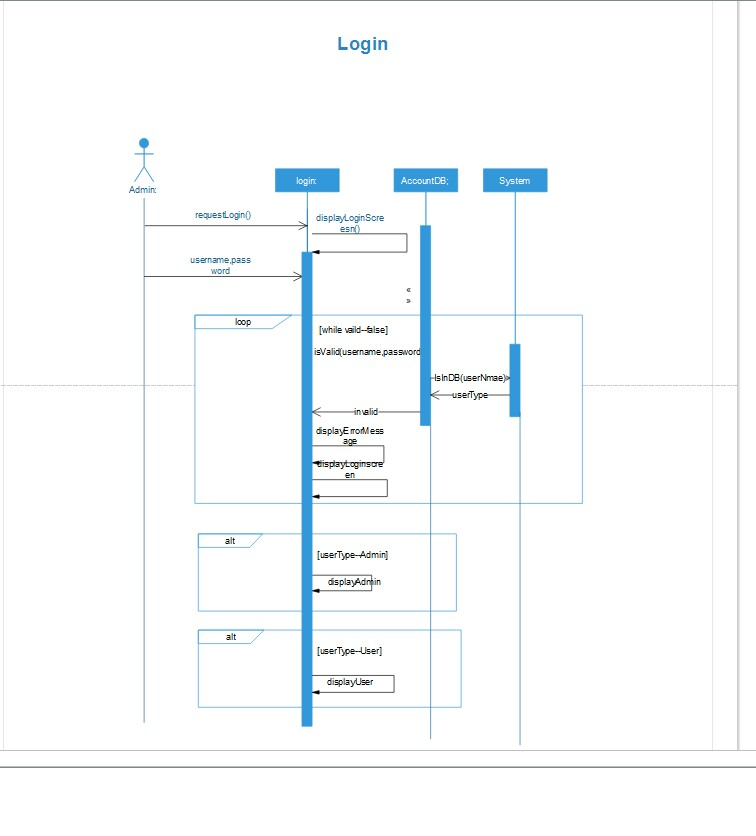 Login
Admin:
login:
AccountDB;
System
requestLogin()
displayLoginScre
esn()
username,pass
word
«
»
loop
[while vaild--false]
isValid(username,password
IsInDB(userNmae)
userType
invalid
displayErrorMess
age
displayLoginscre
en
alt
[userType--Admin]
displayAdmin
alt
[userType--User]
displayUser